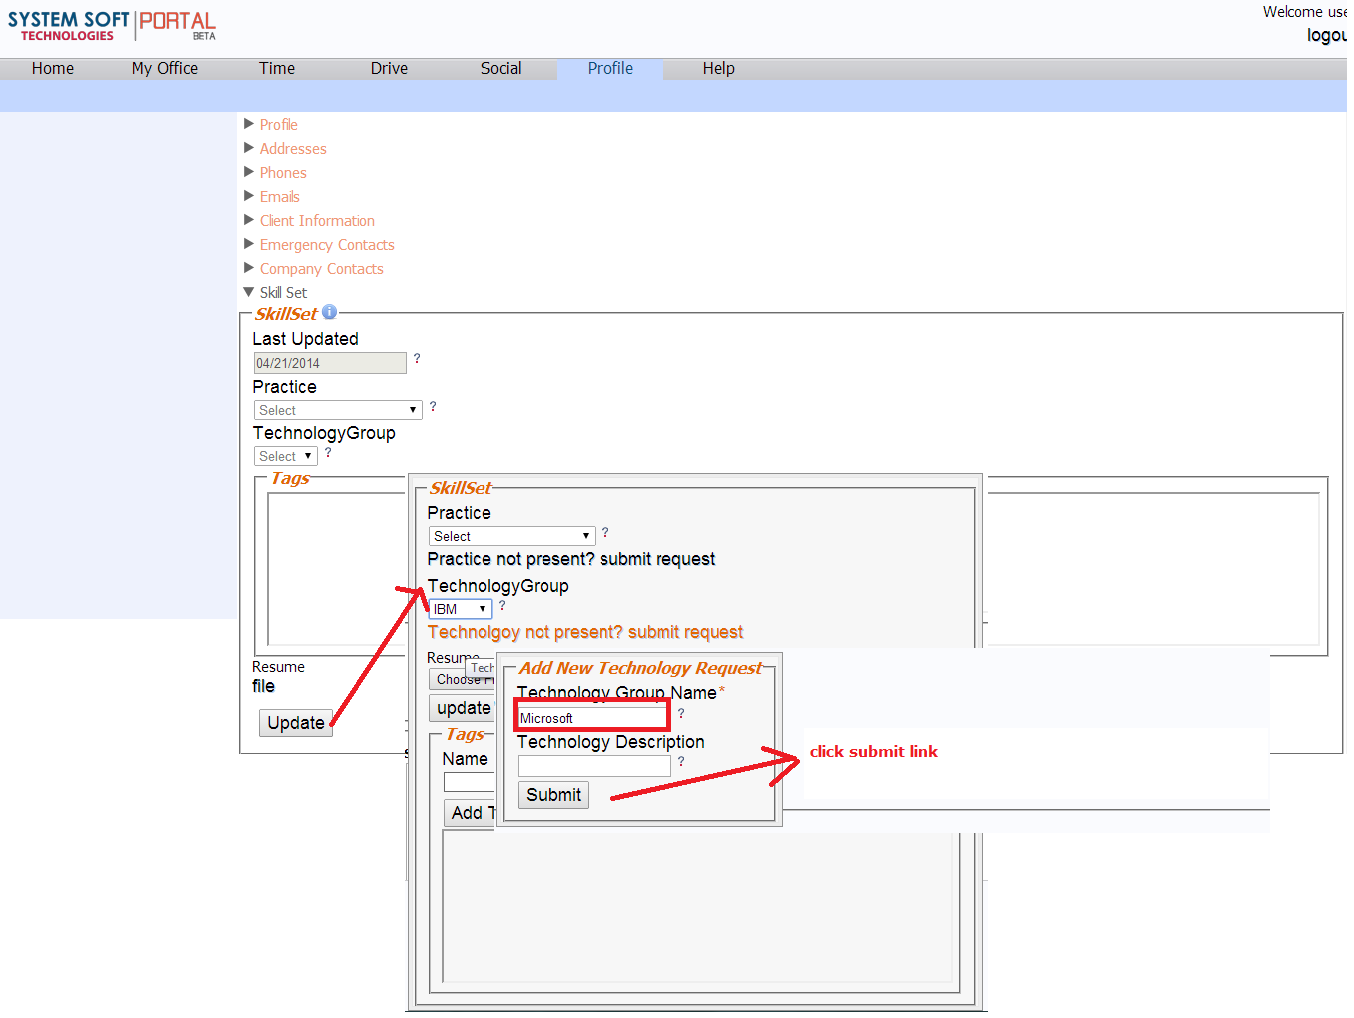 SYSTEM SOFT PORTAL
TECHNOLOGIES BETA
Welcome use
logou
Home My Office Time Drive Social Profile Help
Profile
Addresses
Phones
Emails
Client Information
Emergency Contacts
Company Contacts
Skill Set
SkillSet i
Last Updated
04/21/2014 ?
Practice
Select ?
TechnologyGroup
Select ?
Tags
Resume
file
Update
SkillSet
Practice
Select ?
Practice not present? submit request
TechnologyGroup
IBM ?
Technolgoy not present? submit request
Resume
Tech
Choose
update
Tags
Name
Add T
Add New Technology Request
Technology Group Name*
Microsoft ?
Technology Description
?
Submit
click submit link